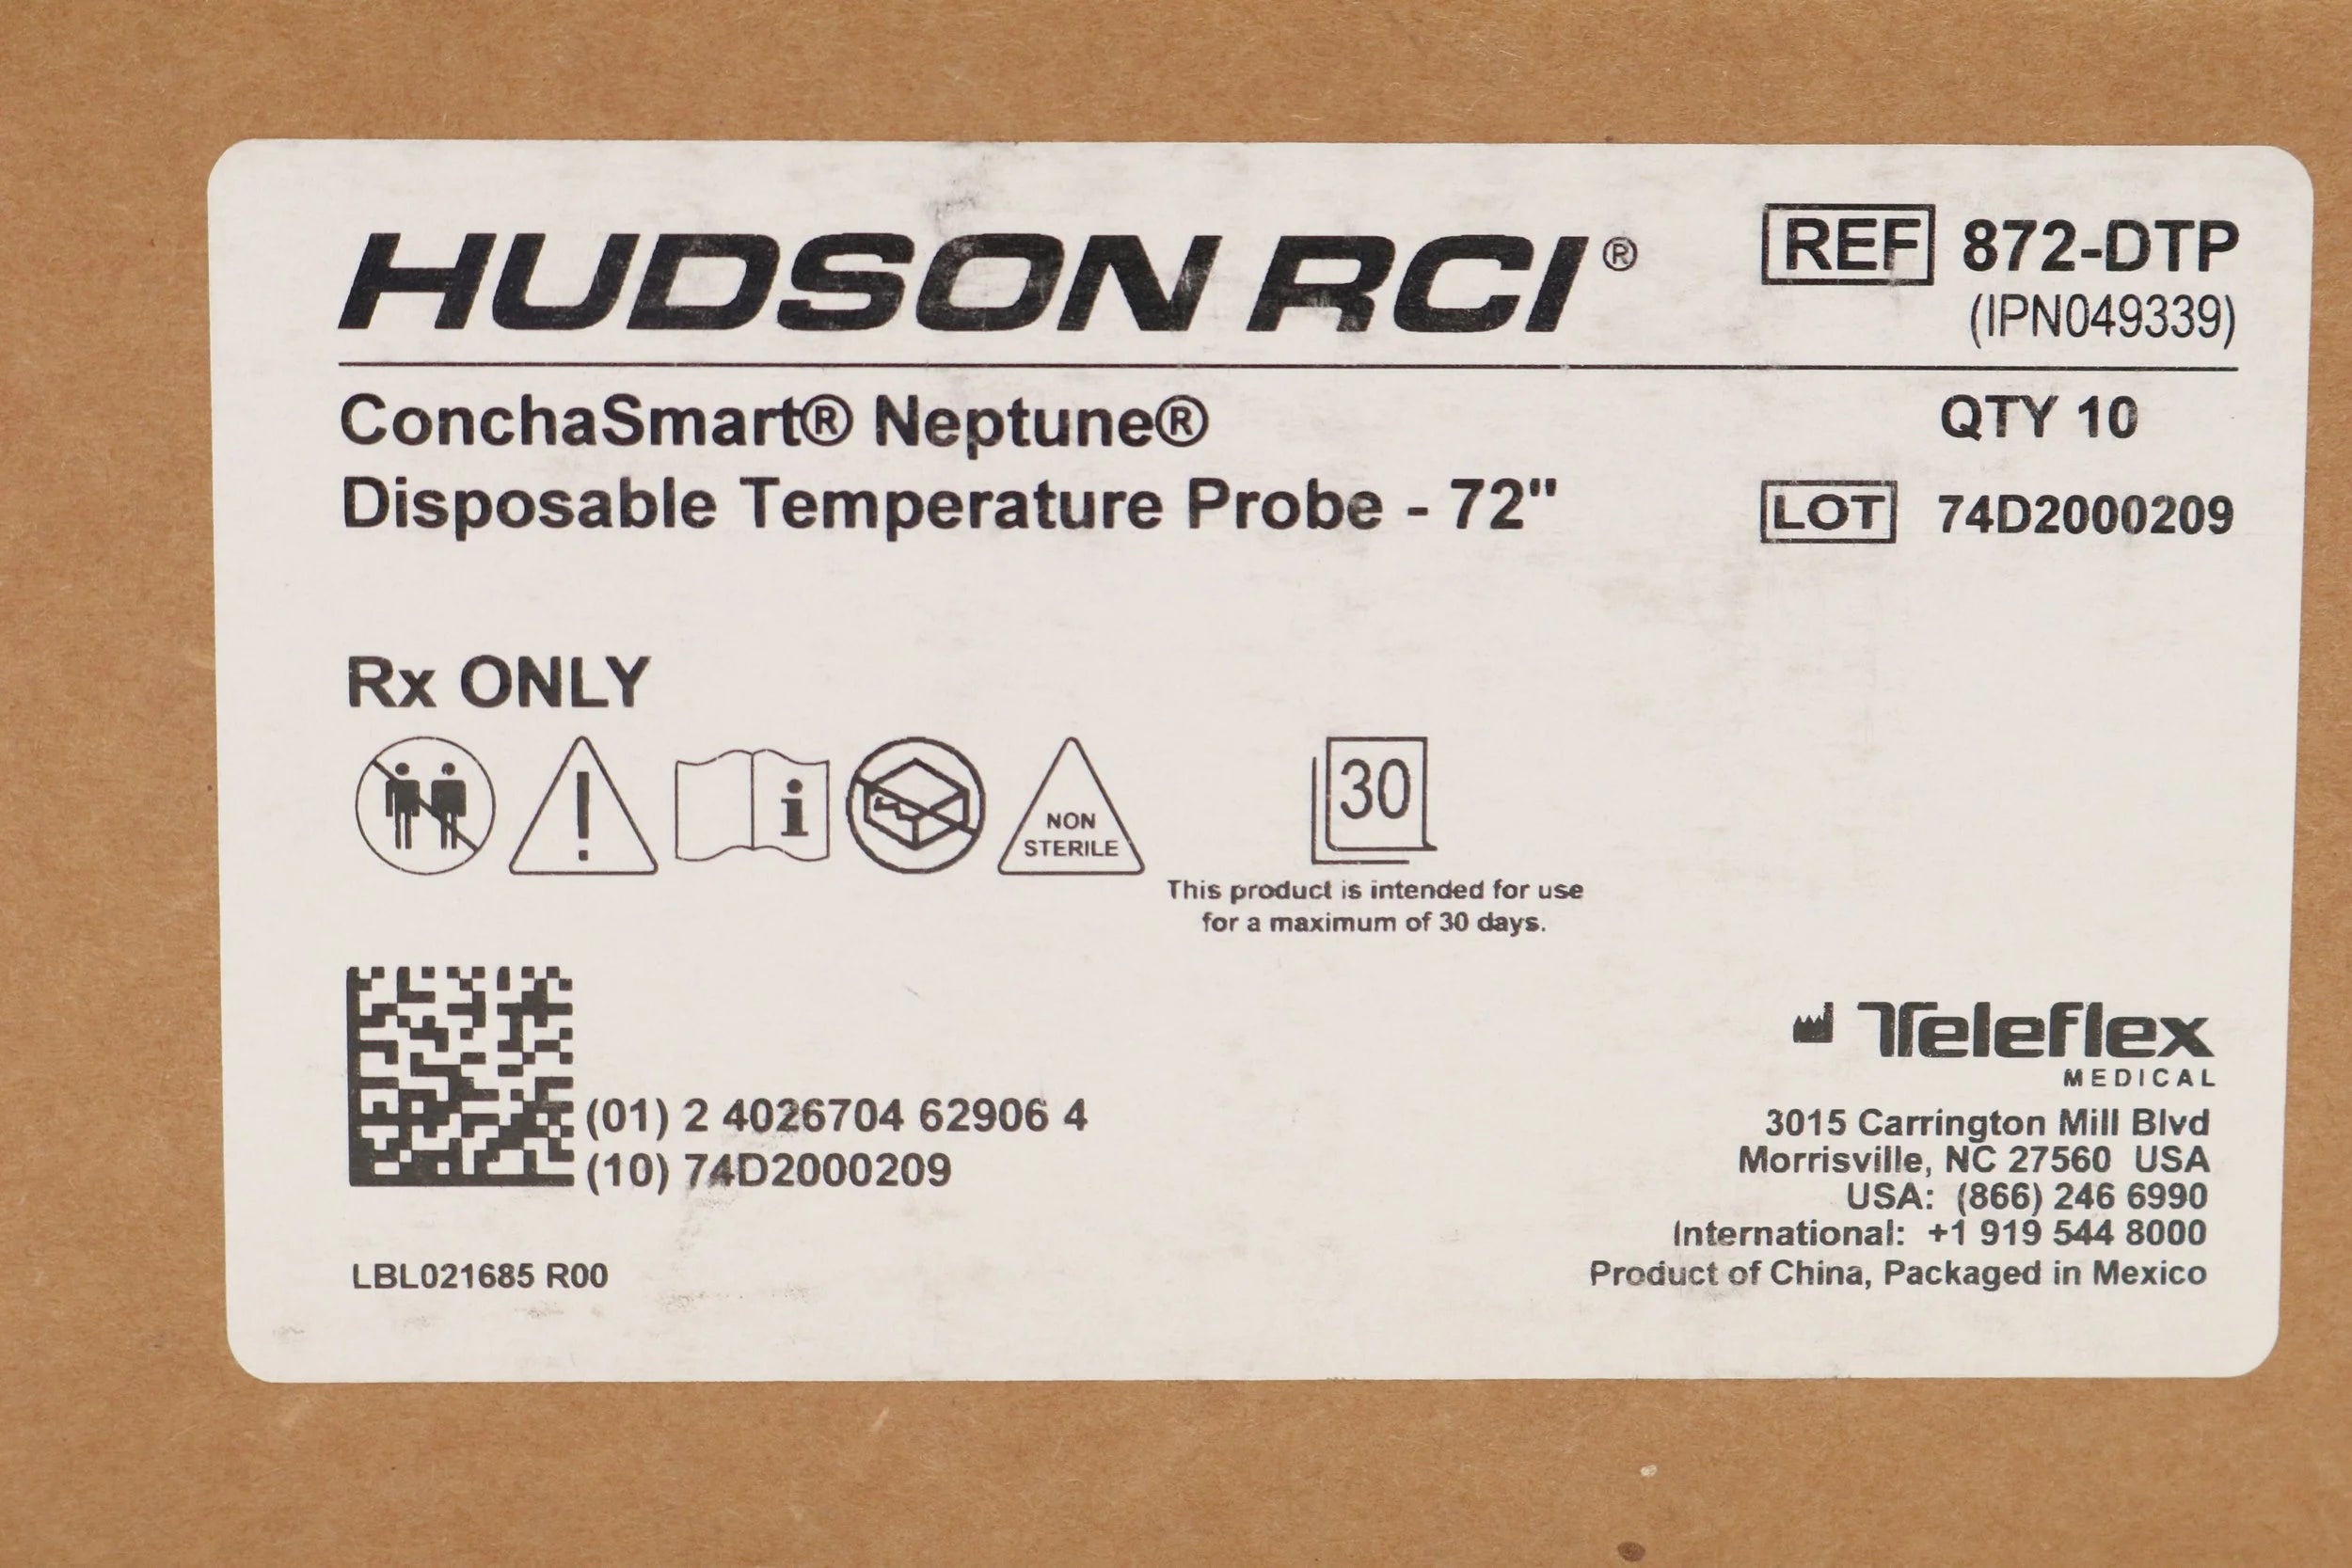 HUDSON RCI®
REF 872-DTP
(IPN049339)
ConchaSmart® Neptune®
Disposable Temperature Probe - 72"
QTY 10
LOT 74D2000209
Rx ONLY
i
NON
STERILE
30
This product is intended for use
for a maximum of 30 days.
(01) 2 4026704 62906 4
(10) 74D2000209
LBL021685 R00
Teleflex
MEDICAL
3015 Carrington Mill Blvd
Morrisville, NC 27560 USA
USA: (866) 246 6990
International: +1 919 544 8000
Product of China, Packaged in Mexico